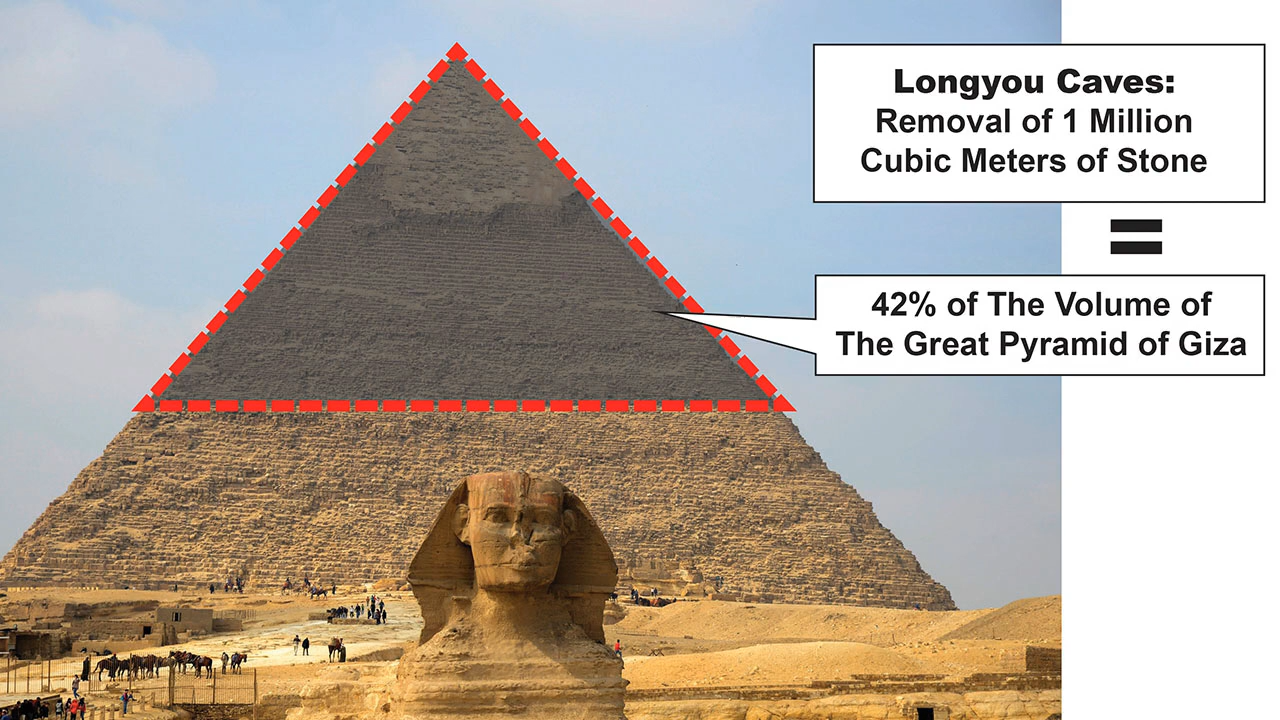 Longyou Caves:
Removal of 1 Million
Cubic Meters of Stone
=
42% of The Volume of
The Great Pyramid of Giza